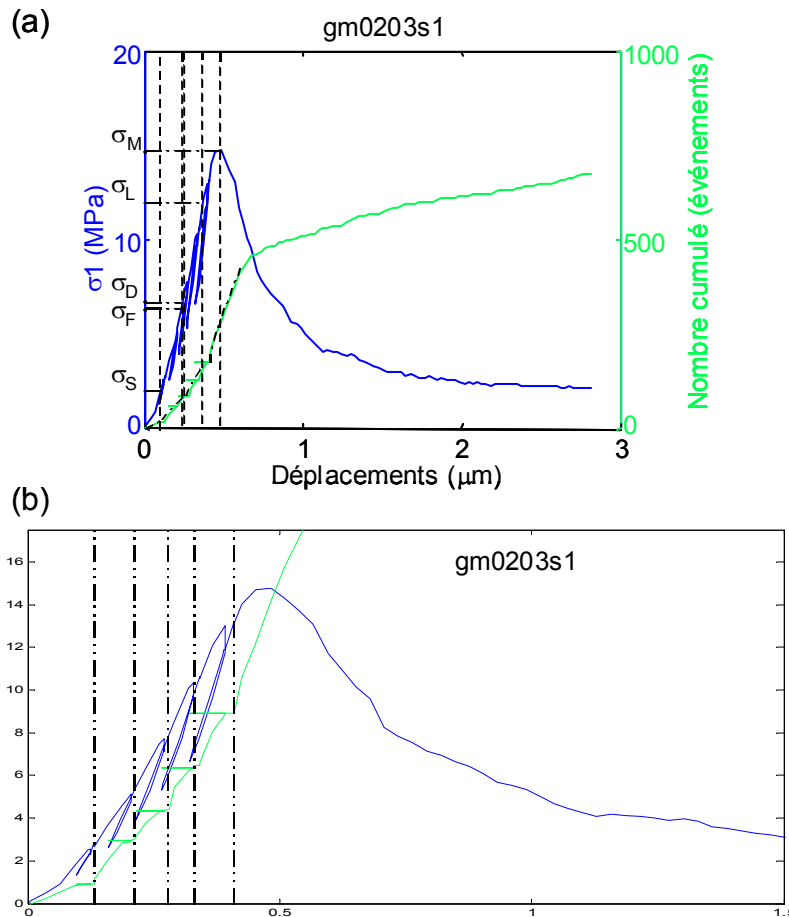 (a)
gm0203s1
20
1000
σM
σL
σ1 (MPa)
10
500
Nombre cumulé (événements)
σD
σF
σS
0
0
0
1
2
3
Déplacements (μm)
(b)
gm0203s1
16
14
12
10
8
6
4
2
0
0
0.5
1
1.5